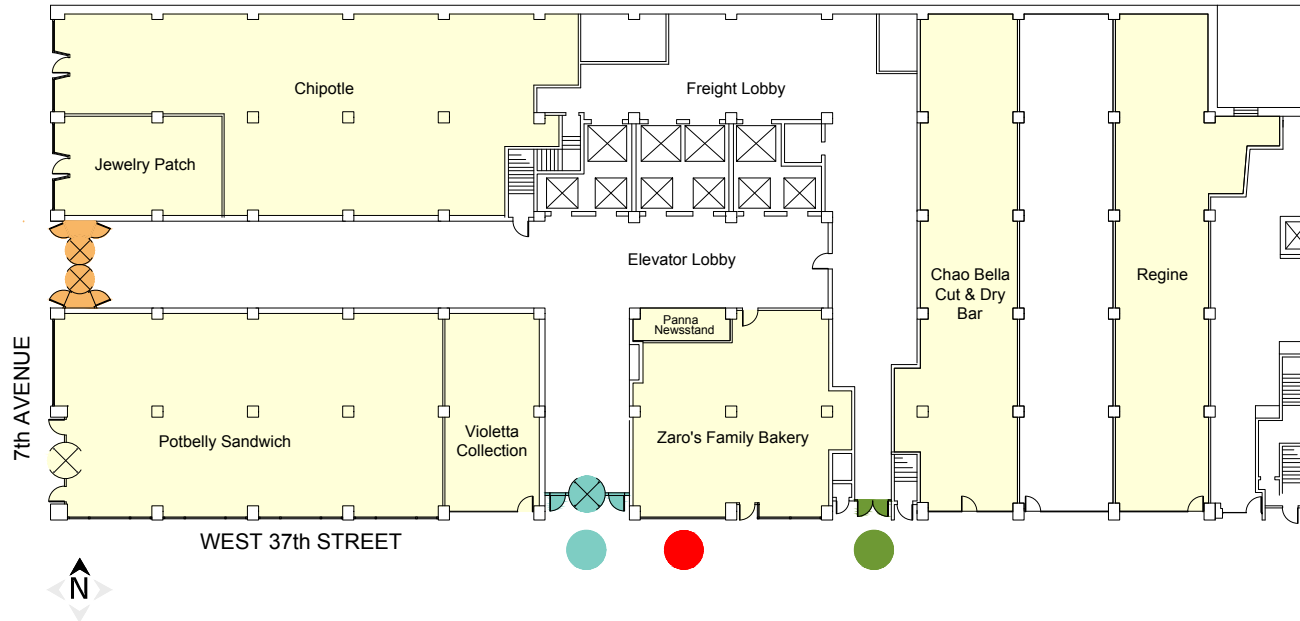 Chipotle
Freight Lobby
Jewelry Patch
Elevator Lobby
Chao Bella
Cut & Dry
Bar
Regine
Panna
Newsstand
7th AVENUE
Potbelly Sandwich
Violetta
Collection
Zaro's Family Bakery
WEST 37th STREET
N